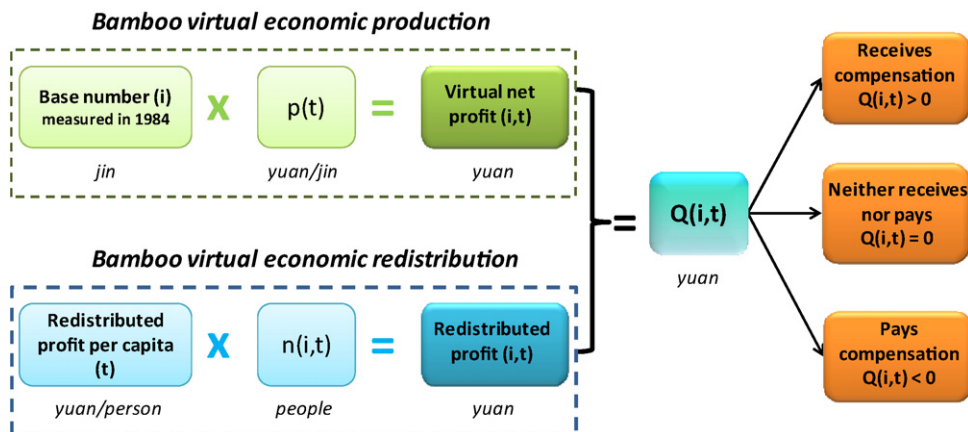 Bamboo virtual economic production
Base number (i)
measured in 1984
X
p(t)
=
Virtual net
profit (i,t)
jin
yuan/jin
yuan
Bamboo virtual economic redistribution
Redistributed
profit per capita
(t)
X
n(i,t)
=
Redistributed
profit (i,t)
yuan/person
people
yuan
=
Q(i,t)
yuan
Receives
compensation
Q(i,t) > 0
Neither receives
nor pays
Q(i,t) = 0
Pays
compensation
Q(i,t) < 0